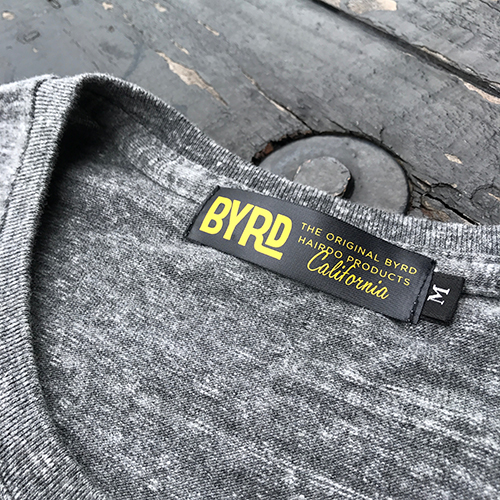 BYRD
THE ORIGINAL BYRD
HAIRDO PRODUCTS
California
M